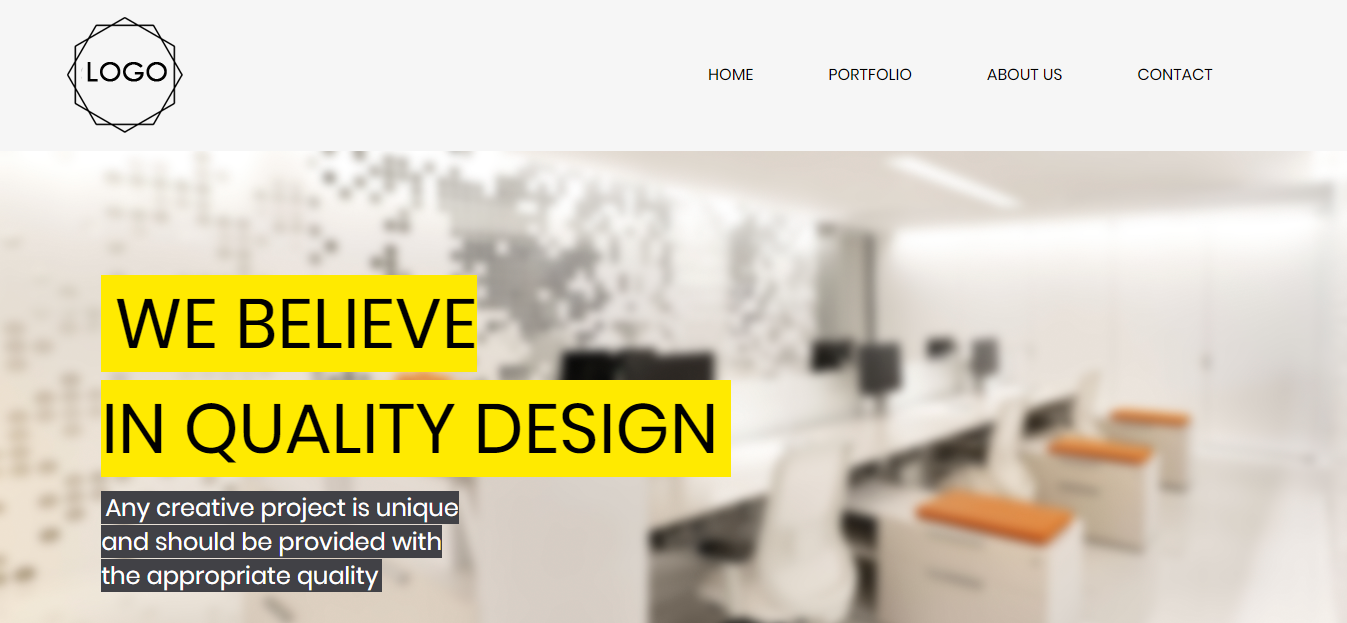 LOGO
HOME PORTFOLIO ABOUT US CONTACT
WE BELIEVE
IN QUALITY DESIGN
Any creative project is unique
and should be provided with
the appropriate quality